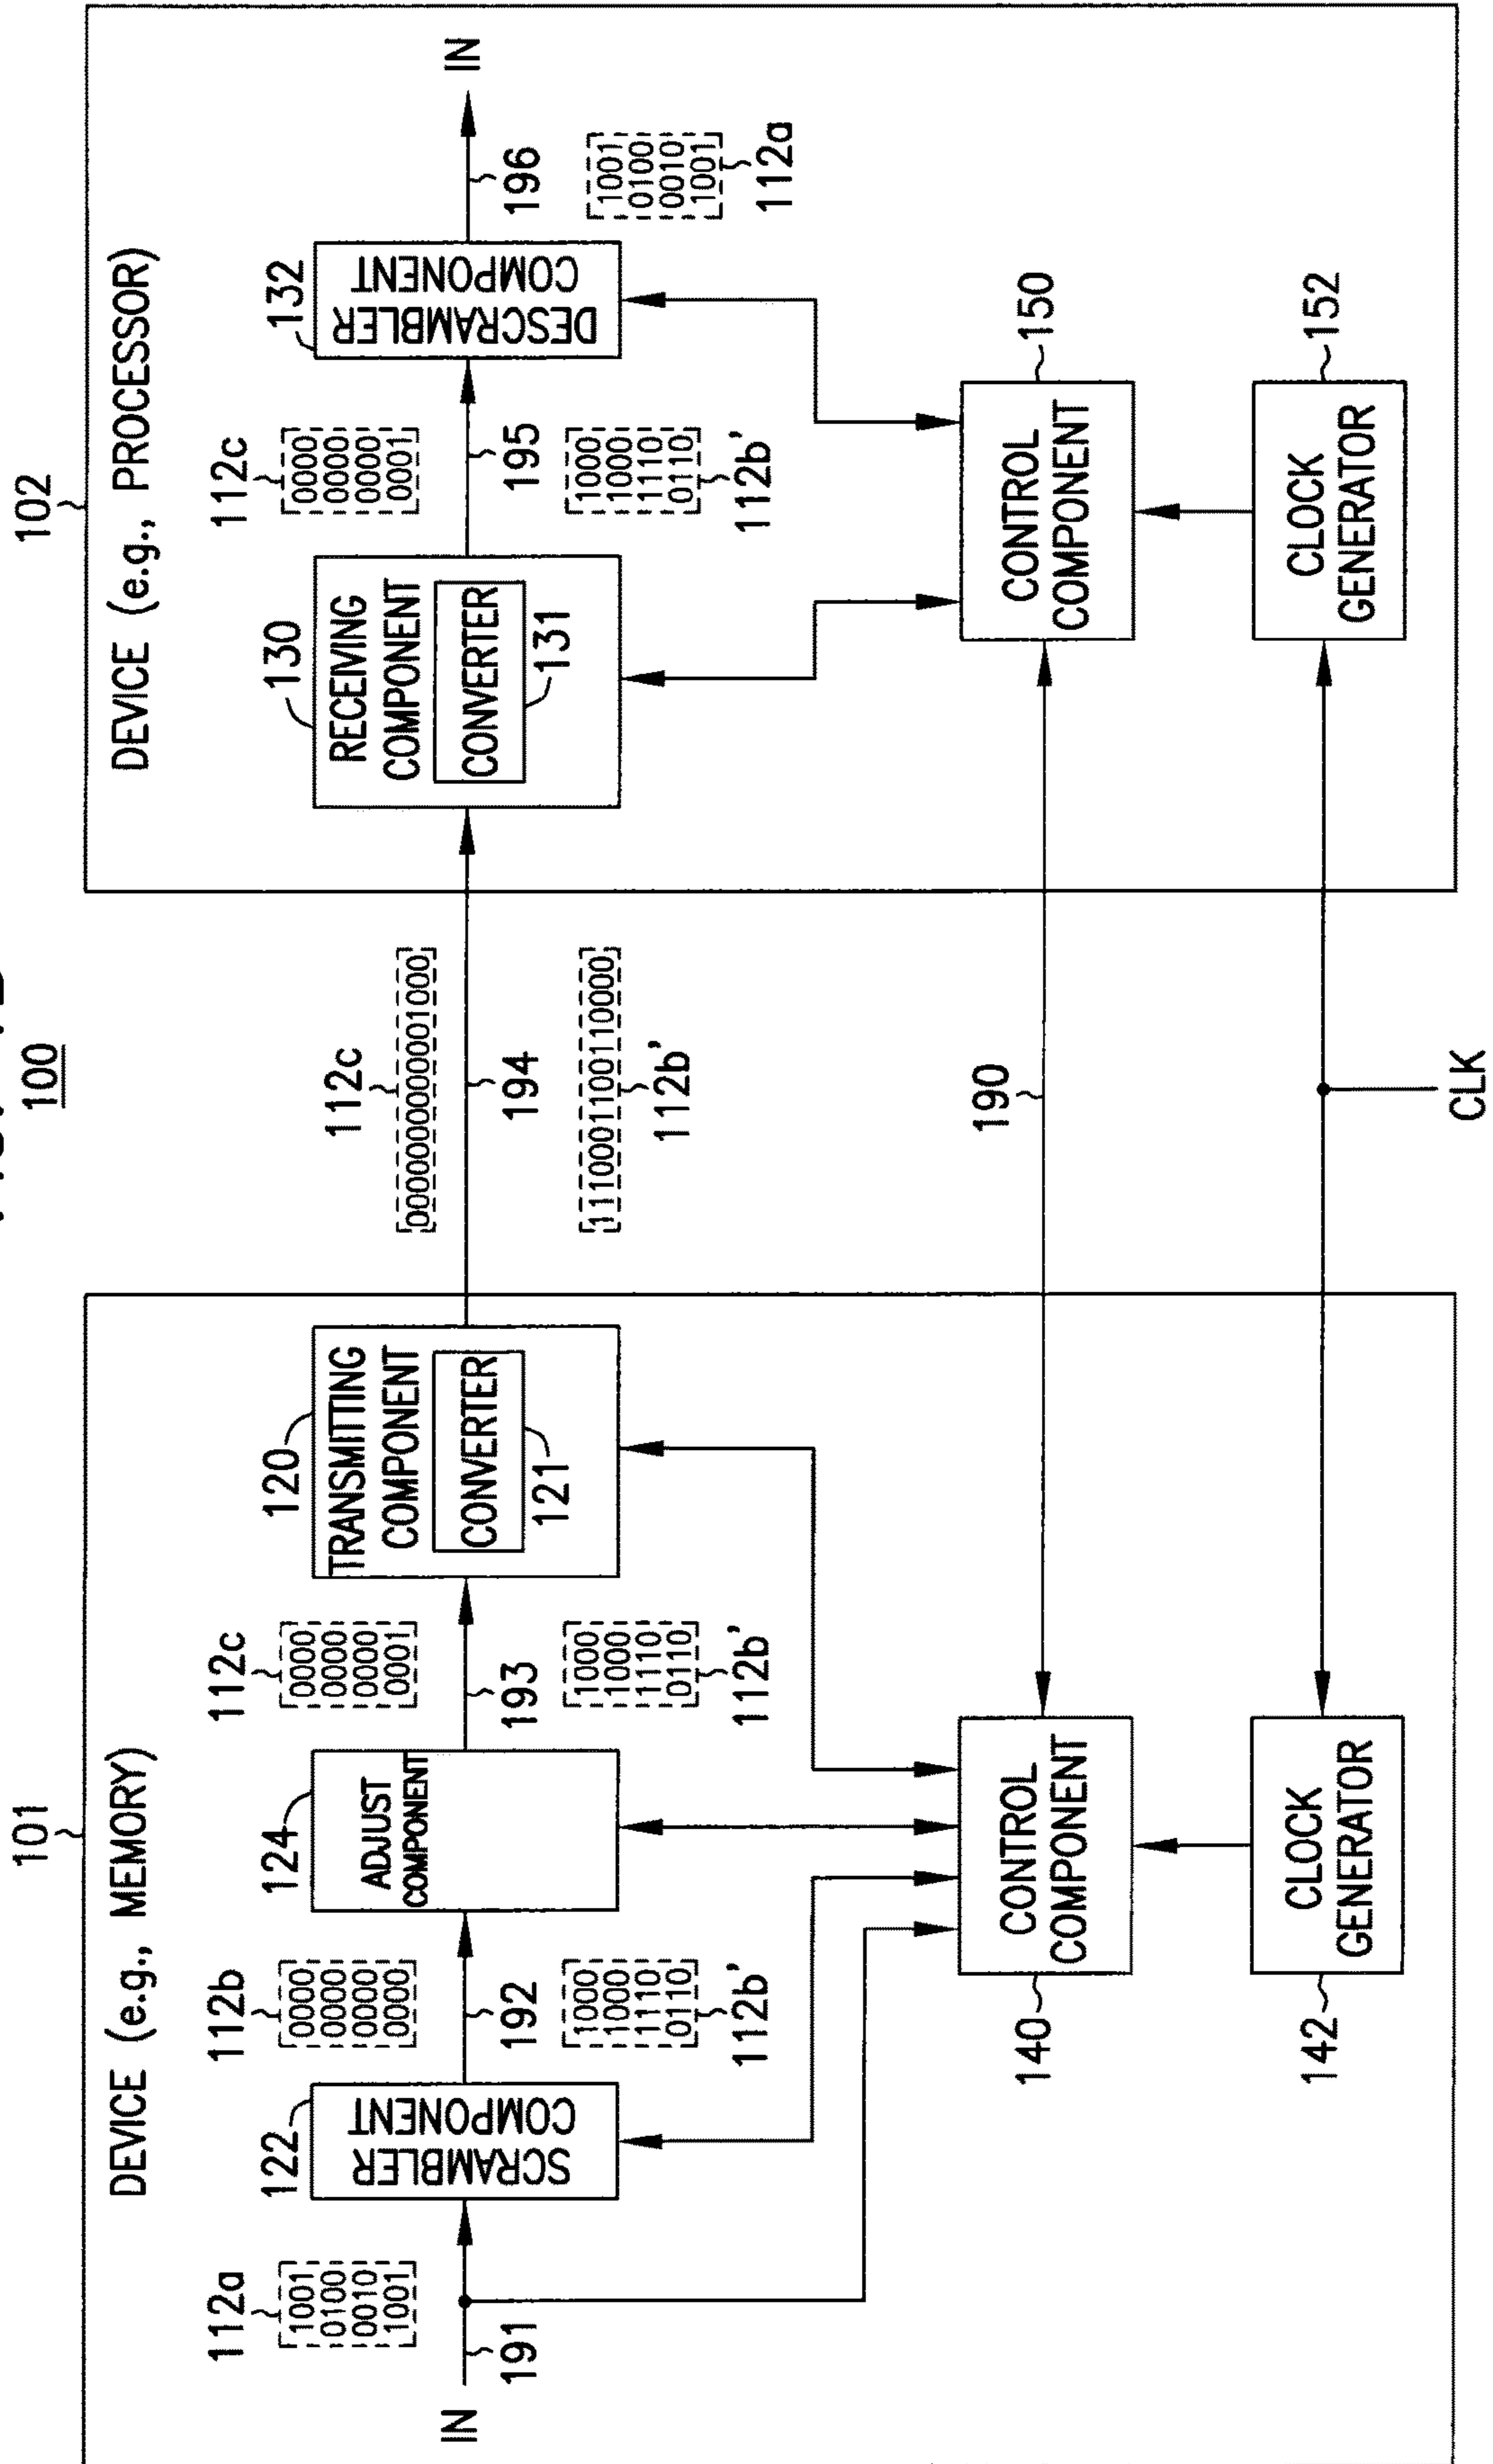 100
101
DEVICE (e.g., MEMORY)
IN
191
112a
1001
0100
0010
1001
122
SCRAMBLER
COMPONENT
112b
0000
0000
0000
0000
192
1000
1000
1110
0110
112b'
124
ADJUST
COMPONENT
112c
0000
0000
0000
0001
193
1000
1000
1110
0110
112b'
120
TRANSMITTING
COMPONENT
CONVERTER
121
140
CONTROL
COMPONENT
142
CLOCK
GENERATOR
112c
0000000000001000
194
1110001100110000
112b'
190
CLK
102
DEVICE (e.g., PROCESSOR)
130
RECEIVING
COMPONENT
CONVERTER
131
112c
0000
0000
0000
0001
195
1000
1000
1110
0110
112b'
132
DESCRAMBLER
COMPONENT
IN
196
1001
0100
0010
1001
112a
CONTROL
COMPONENT
150
CLOCK
GENERATOR
152